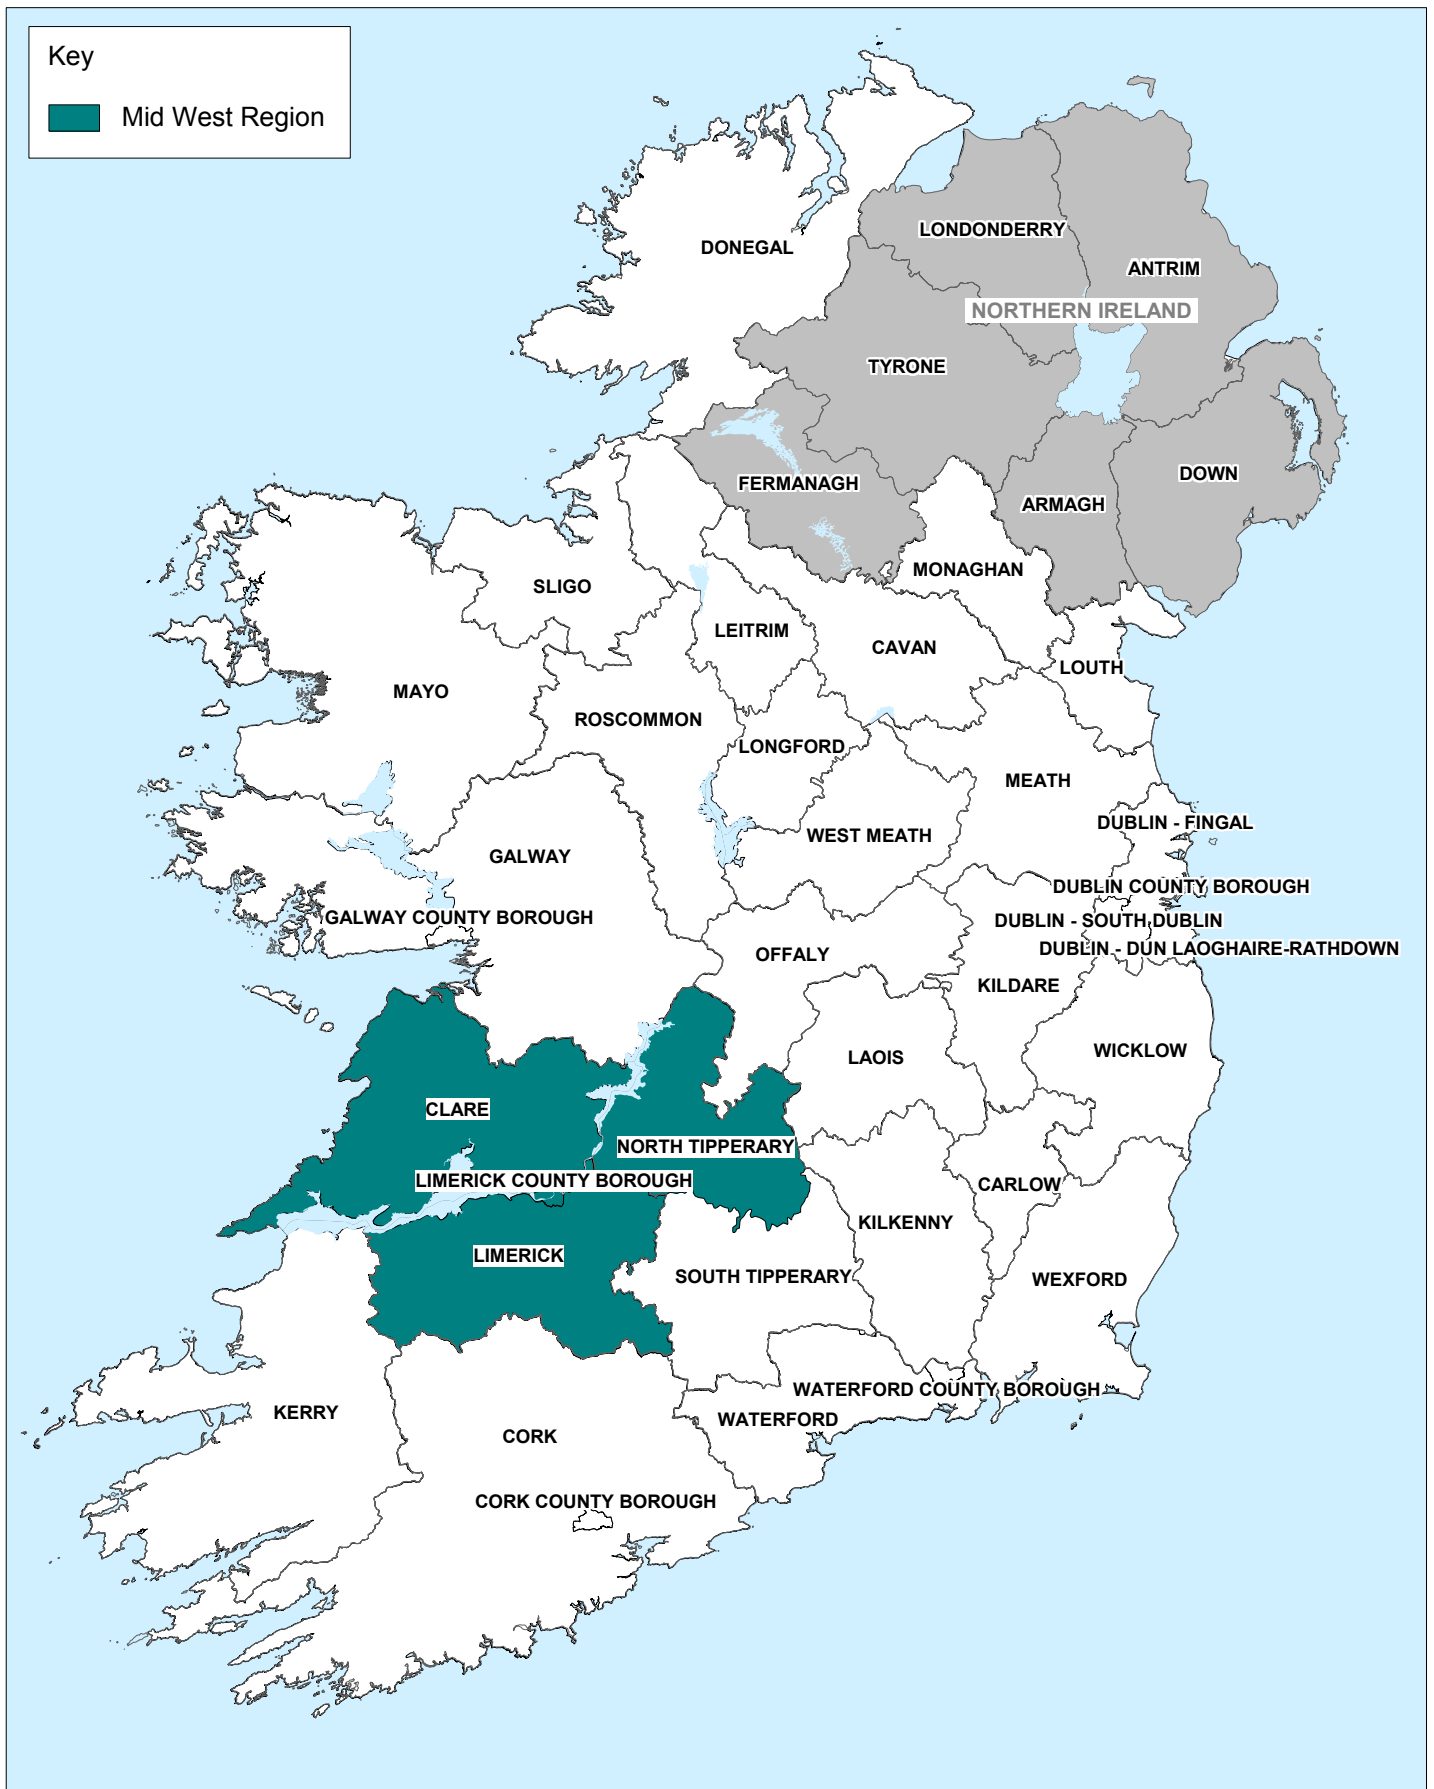 Key
Mid West Region
DONEGAL
LONDONDERRY
ANTRIM
NORTHERN IRELAND
TYRONE
FERMANAGH
DOWN
ARMAGH
MONAGHAN
SLIGO
LEITRIM
CAVAN
LOUTH
MAYO
ROSCOMMON
LONGFORD
MEATH
DUBLIN - FINGAL
WEST MEATH
GALWAY
DUBLIN COUNTY BOROUGH
GALWAY COUNTY BOROUGH
DUBLIN - SOUTH DUBLIN
DUBLIN - DUN LAOGHAIRE-RATHDOWN
OFFALY
KILDARE
WICKLOW
LAOIS
CLARE
NORTH TIPPERARY
LIMERICK COUNTY BOROUGH
CARLOW
KILKENNY
LIMERICK
SOUTH TIPPERARY
WEXFORD
WATERFORD COUNTY BOROUGH
KERRY
WATERFORD
CORK
CORK COUNTY BOROUGH